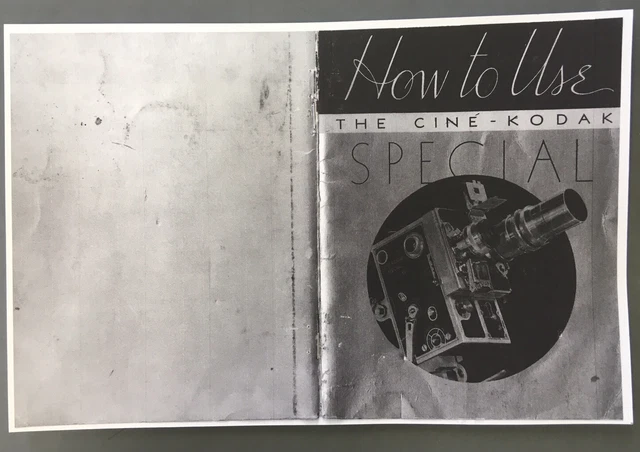 How to Use
THE CINÉ-KODAK
SPECIAL